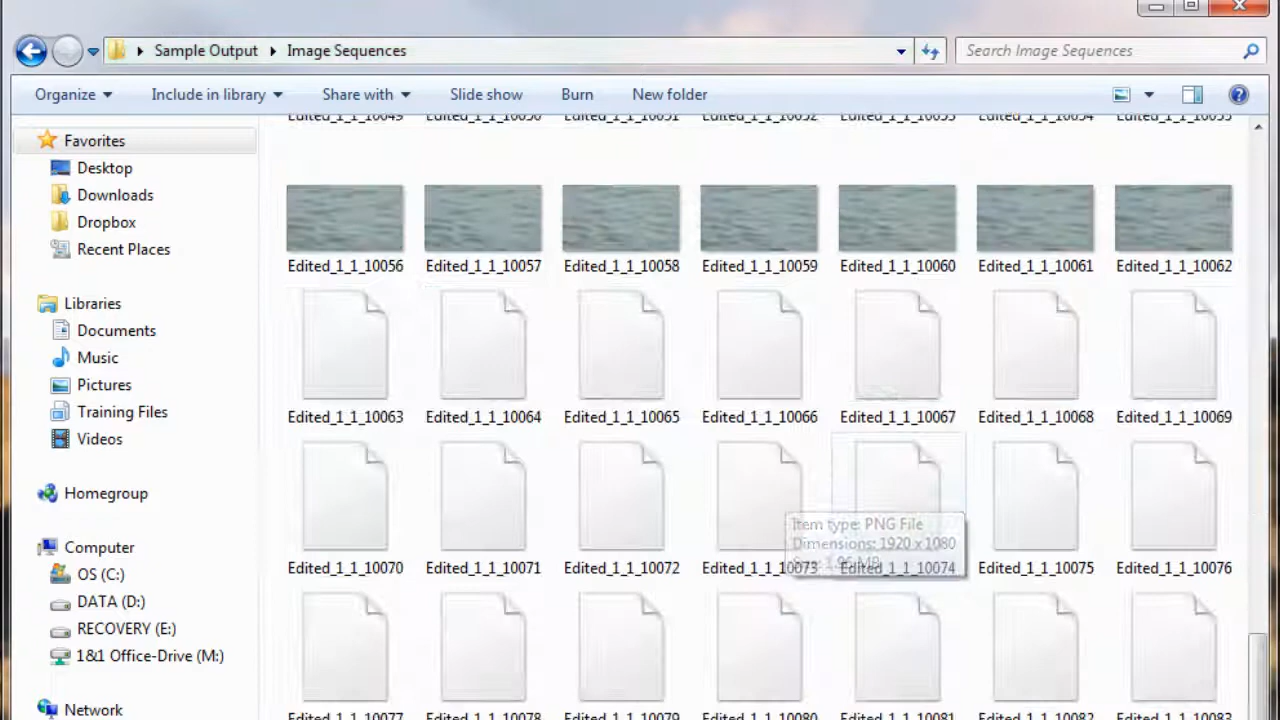 Sample Output Image Sequences Search Image Sequences
Organize Include in library Share with Slide show Burn New folder
Edited_1_1_10049 Edited_1_1_10050 Edited_1_1_10051 Edited_1_1_10052 Edited_1_1_10053 Edited_1_1_10054 Edited_1_1_10055
Favorites
Desktop
Downloads
Dropbox
Recent Places
Libraries
Documents
Music
Pictures
Training Files
Videos
Homegroup
Computer
OS (C:)
DATA (D:)
RECOVERY (E:)
1&1 Office-Drive (M:)
Network
Edited_1_1_10056 Edited_1_1_10057 Edited_1_1_10058 Edited_1_1_10059 Edited_1_1_10060 Edited_1_1_10061 Edited_1_1_10062
Edited_1_1_10063 Edited_1_1_10064 Edited_1_1_10065 Edited_1_1_10066 Edited_1_1_10067 Edited_1_1_10068 Edited_1_1_10069
Item type: PNG File
Dimensions: 1920 x 1080
Size: 1.96 MB
Edited_1_1_10070 Edited_1_1_10071 Edited_1_1_10072 Edited_1_1_10073 Edited_1_1_10074 Edited_1_1_10075 Edited_1_1_10076
Edited_1_1_10077 Edited_1_1_10078 Edited_1_1_10079 Edited_1_1_10080 Edited_1_1_10081 Edited_1_1_10082 Edited_1_1_10083